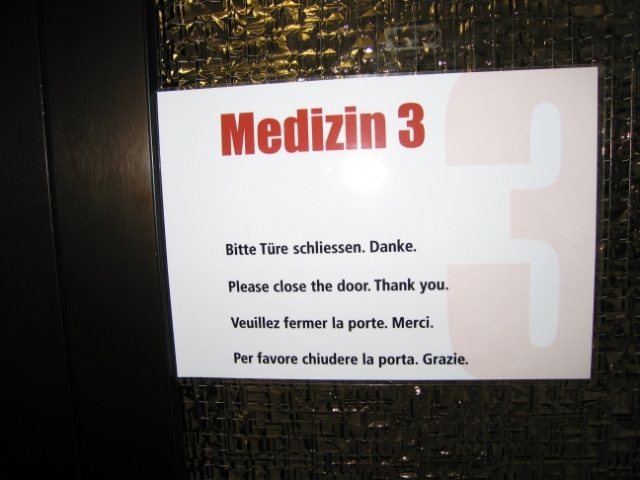 Medizin 3
Bitte Türe schliessen. Danke.
Please close the door. Thank you.
Veuillez fermer la porte. Merci.
Per favore chiudere la porta. Grazie.
3